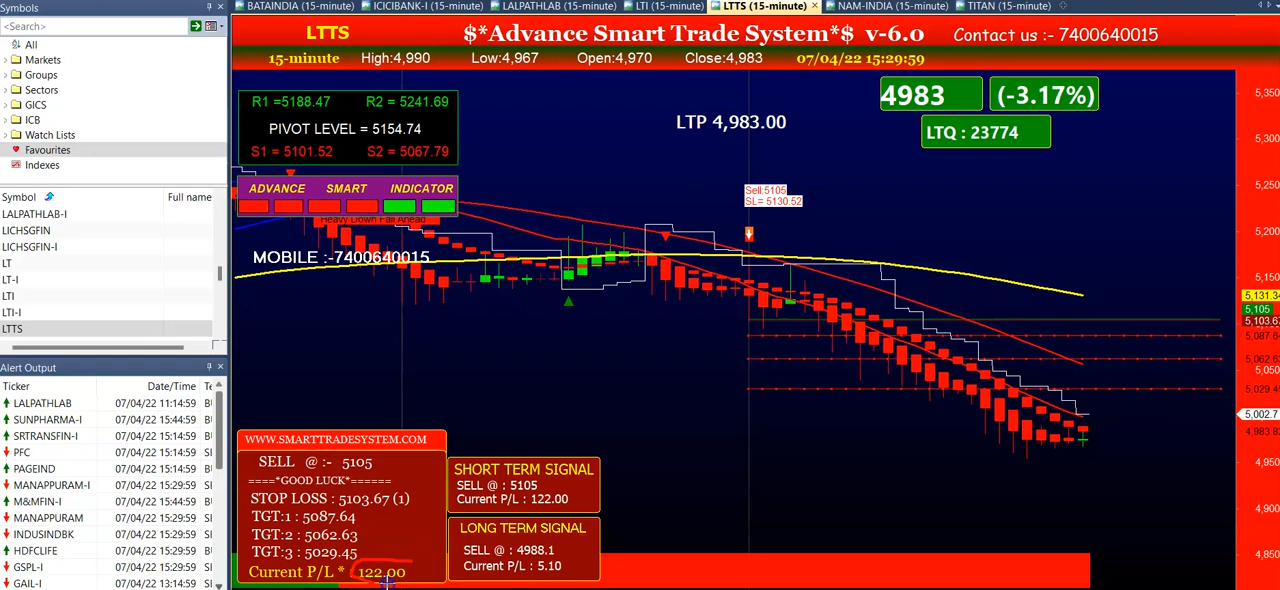 Symbols
BATAINDIA (15-minute) ICICIBANK-I (15-minute) LALPATHLAB (15-minute) LTI (15-minute) LTTS (15-minute) NAM-INDIA (15-minute) TITAN (15-minute)
<Search>
All
Markets
Groups
Sectors
GICS
ICB
Watch Lists
Favourites
Indexes
Symbol Full name
LALPATHLAB-I
LICHSGFIN
LICHSGFIN-I
LT
LT-I
LTI
LTI-I
LTTS
Alert Output
Ticker Date/Time
LALPATHLAB 07/04/22 11:14:59
SUNPHARMA-I 07/04/22 15:44:59
SRTRANSFIN-I 07/04/22 15:14:59
PFC 07/04/22 15:29:59
PAGEIND 07/04/22 15:29:59
MANAPPURAM-I 07/04/22 15:29:59
M&MFIN-I 07/04/22 15:44:59
MANAPPURAM 07/04/22 15:29:59
INDUSINDBK 07/04/22 15:29:59
HDFCLIFE 07/04/22 15:29:59
GSPL-I 07/04/22 15:29:59
GAIL-I 07/04/22 13:14:59
LTTS $*Advance Smart Trade System*$ v-6.0 Contact us :- 7400640015
15-minute High:4,990 Low:4,967 Open:4,970 Close:4,983 07/04/22 15:29:59
R1 =5188.47 R2 = 5241.69
PIVOT LEVEL = 5154.74
S1 = 5101.52 S2 = 5067.79
ADVANCE SMART INDICATOR
Heavy Down Fall Ahead
MOBILE :-7400640015
LTP 4,983.00
4983 (-3.17%)
LTQ : 23774
Sell:5105
SL= 5130.52
5,350
5,300
5,250
5,200
5,150
5,131.34
5,105
5,103.67
5,087.6
5,062.6
5,050
5,029.4
5,002.7
4,983.8
4,950
4,900
4,850
WWW.SMARTTRADESYSTEM.COM
SELL @ :- 5105
====*GOOD LUCK*======
STOP LOSS : 5103.67 (1)
TGT:1 : 5087.64
TGT:2 : 5062.63
TGT:3 : 5029.45
Current P/L * 122.00
SHORT TERM SIGNAL
SELL @ : 5105
Current P/L : 122.00
LONG TERM SIGNAL
SELL @ : 4988.1
Current P/L : 5.10